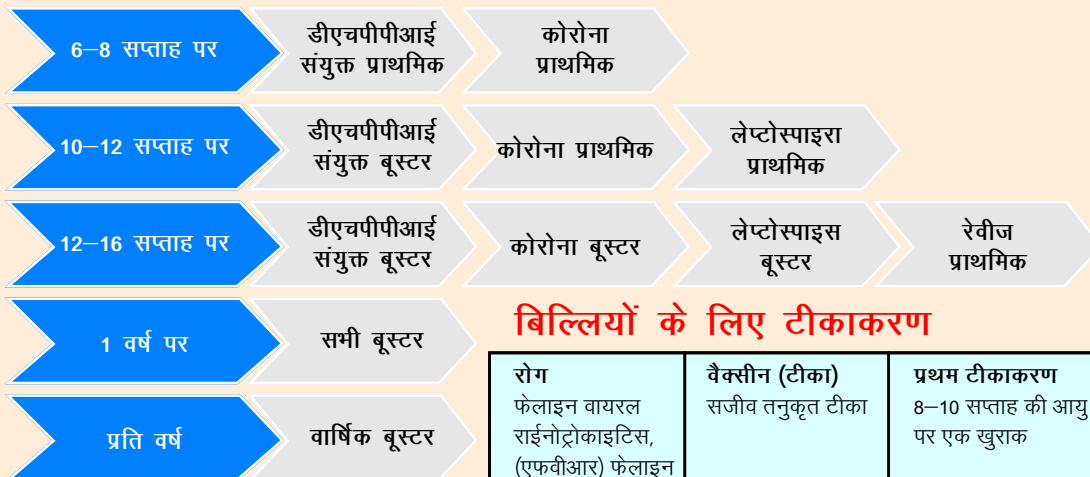 6–8 सप्ताह पर
डीएचपीपीआई
संयुक्त प्राथमिक
कोरोना
प्राथमिक
10–12 सप्ताह पर
डीएचपीपीआई
संयुक्त बूस्टर
कोरोना प्राथमिक
लेप्टोस्पाइरा
प्राथमिक
12–16 सप्ताह पर
डीएचपीपीआई
संयुक्त बूस्टर
कोरोना बूस्टर
लेप्टोस्पाइस
बूस्टर
रेवीज
प्राथमिक
1 वर्ष पर
सभी बूस्टर
प्रति वर्ष
वार्षिक बूस्टर
बिल्लियों के लिए टीकाकरण
रोग
फेलाइन वायरल
राईनोट्रोकाइटिस,
(एफवीआर) फेलाइन
वैक्सीन (टीका)
सजीव तनुकृत टीका
प्रथम टीकाकरण
8–10 सप्ताह की आयु
पर एक खुराक